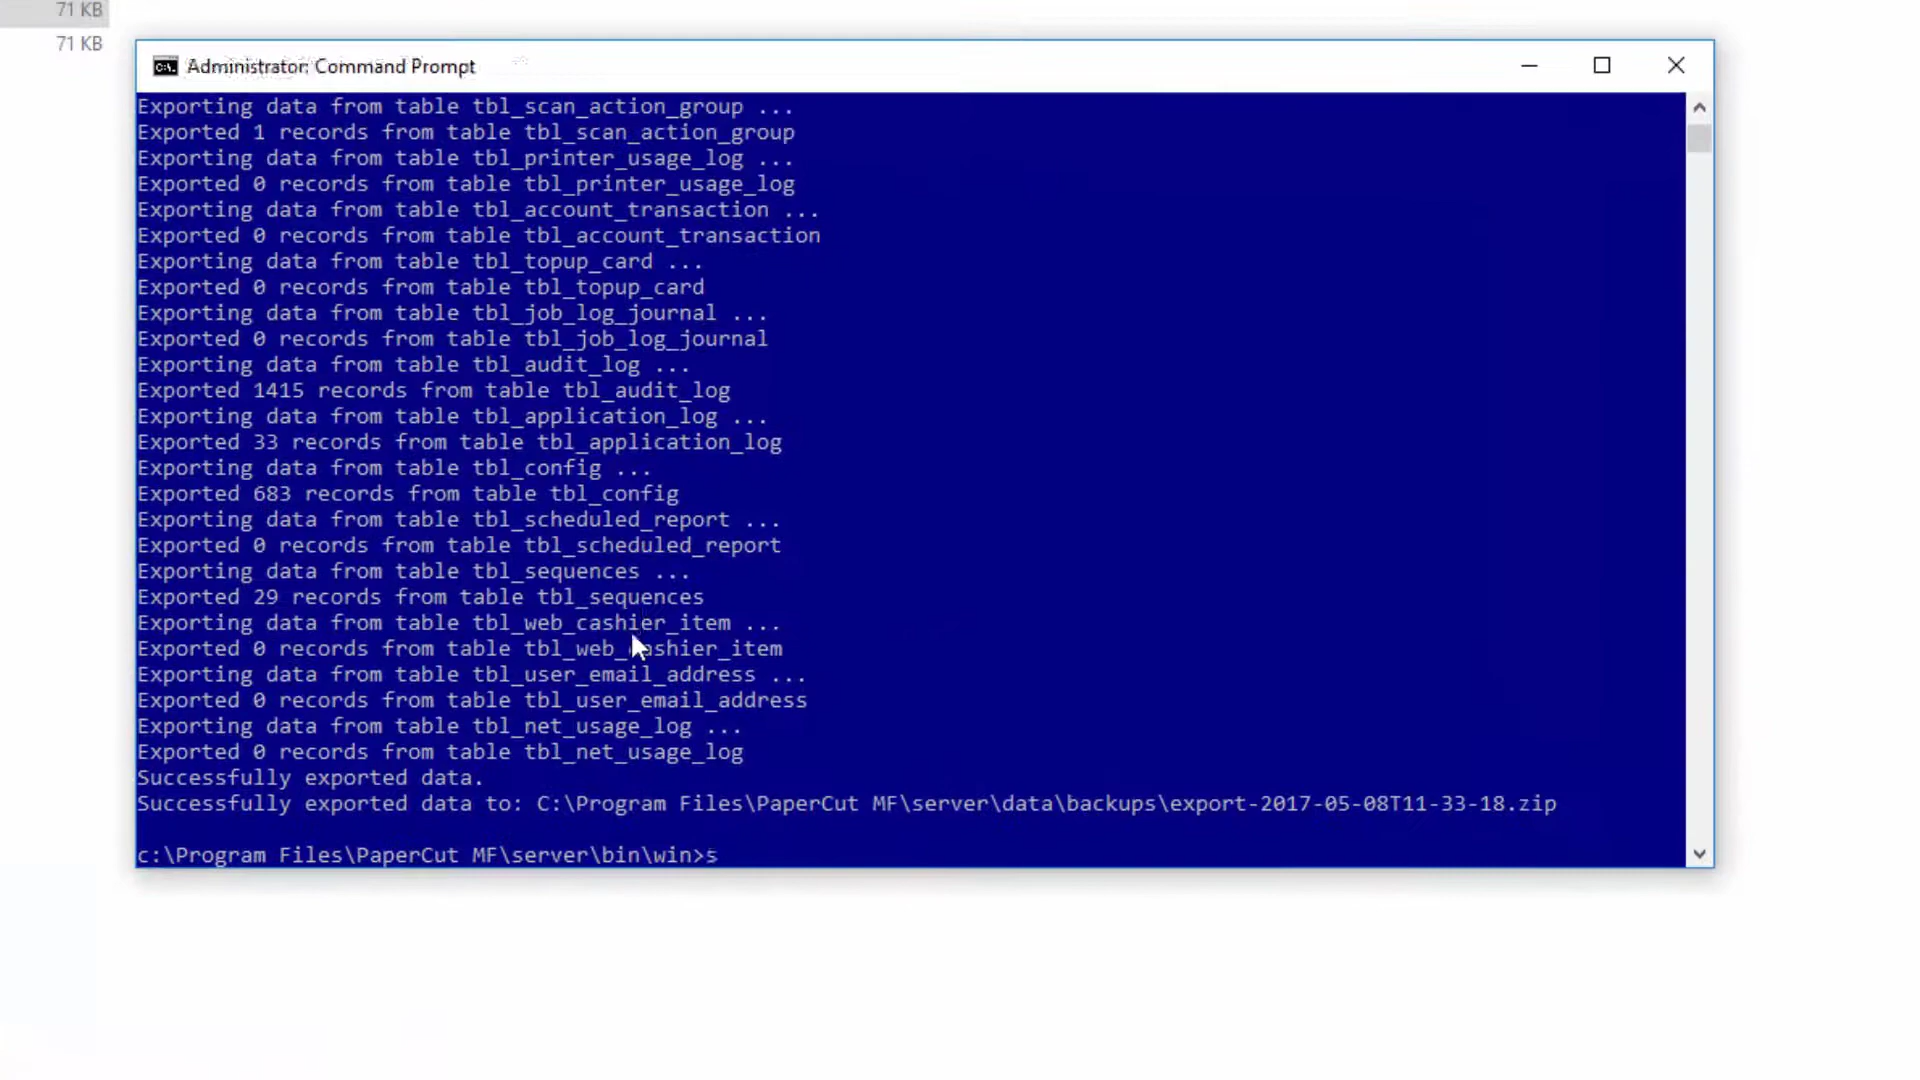 71 KB
71 KB
Administrator: Command Prompt
Exporting data from table tbl_scan_action_group ...
Exported 1 records from table tbl_scan_action_group
Exporting data from table tbl_printer_usage_log ...
Exported 0 records from table tbl_printer_usage_log
Exporting data from table tbl_account_transaction ...
Exported 0 records from table tbl_account_transaction
Exporting data from table tbl_topup_card ...
Exported 0 records from table tbl_topup_card
Exporting data from table tbl_job_log_journal ...
Exported 0 records from table tbl_job_log_journal
Exporting data from table tbl_audit_log ...
Exported 1415 records from table tbl_audit_log
Exporting data from table tbl_application_log ...
Exported 33 records from table tbl_application_log
Exporting data from table tbl_config ...
Exported 683 records from table tbl_config
Exporting data from table tbl_scheduled_report ...
Exported 0 records from table tbl_scheduled_report
Exporting data from table tbl_sequences ...
Exported 29 records from table tbl_sequences
Exporting data from table tbl_web_cashier_item ...
Exported 0 records from table tbl_web_cashier_item
Exporting data from table tbl_user_email_address ...
Exported 0 records from table tbl_user_email_address
Exporting data from table tbl_net_usage_log ...
Exported 0 records from table tbl_net_usage_log
Successfully exported data.
Successfully exported data to: C:\Program Files\PaperCut MF\server\data\backups\export-2017-05-08T11-33-18.zip
c:\Program Files\PaperCut MF\server\bin\win>s